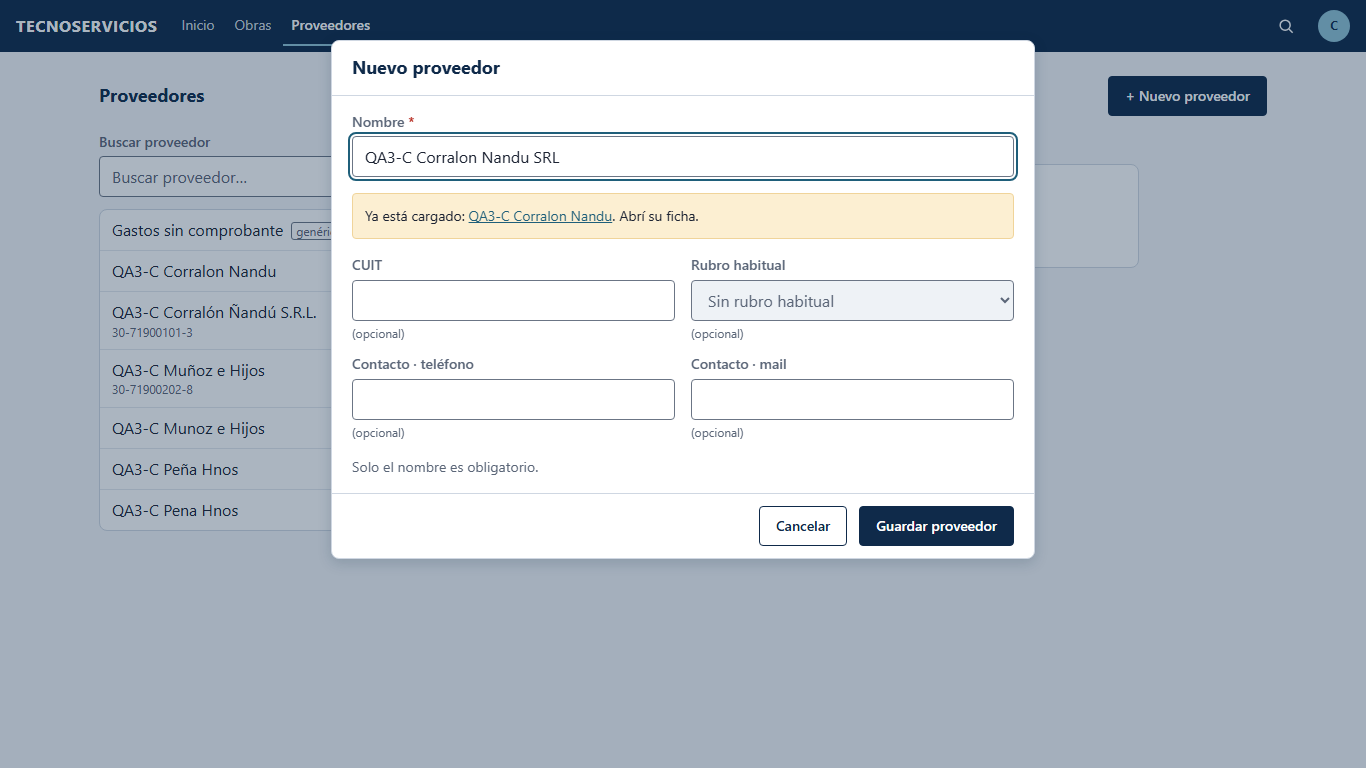 TECNOSERVICIOS Inicio Obras Proveedores C
Nuevo proveedor
Proveedores
+ Nuevo proveedor
Nombre *
QA3-C Corralon Nandu SRL
Buscar proveedor
Buscar proveedor...
Ya está cargado: QA3-C Corralon Nandu. Abrí su ficha.
Gastos sin comprobante
QA3-C Corralon Nandu
QA3-C Corralón Ñandú S.R.L.
30-71900101-3
QA3-C Muñoz e Hijos
30-71900202-8
QA3-C Munoz e Hijos
QA3-C Peña Hnos
QA3-C Pena Hnos
CUIT
(opcional)
Rubro habitual
Sin rubro habitual
(opcional)
Contacto · teléfono
(opcional)
Contacto · mail
(opcional)
Solo el nombre es obligatorio.
Cancelar
Guardar proveedor